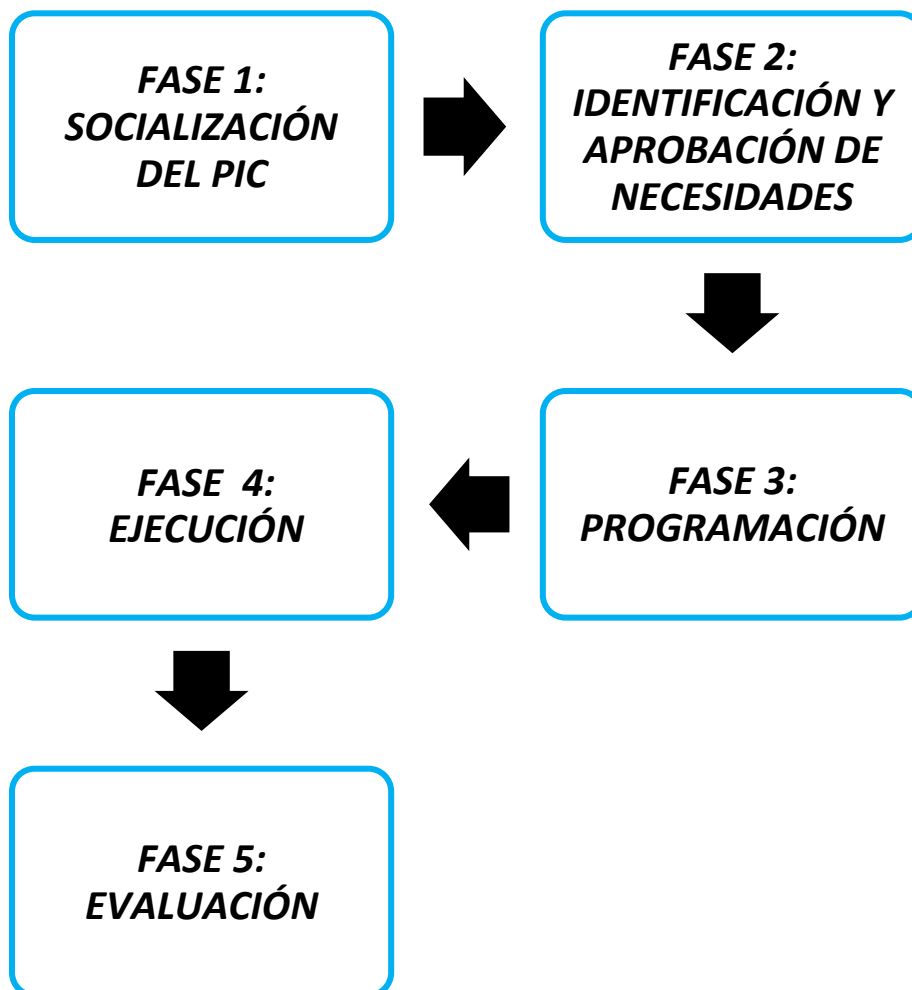 FASE 1:
SOCIALIZACIÓN
DEL PIC
FASE 2:
IDENTIFICACIÓN Y
APROBACIÓN DE
NECESIDADES
FASE 3:
PROGRAMACIÓN
FASE 4:
EJECUCIÓN
FASE 5:
EVALUACIÓN